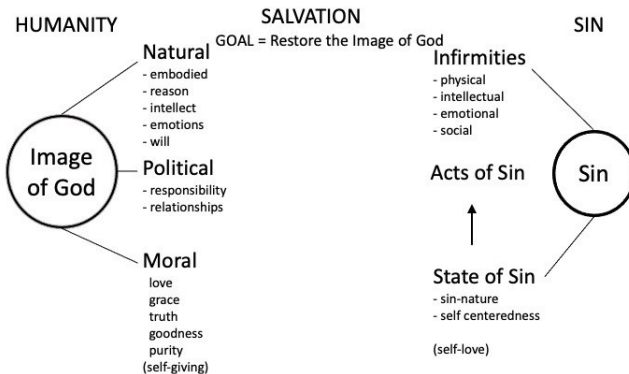 HUMANITY
SALVATION
SIN
GOAL = Restore the Image of God
Natural
- embodied
- reason
- intellect
- emotions
- will
Image
of God
Political
- responsibility
- relationships
Moral
love
grace
truth
goodness
purity
(self-giving)
Infirmities
- physical
- intellectual
- emotional
- social
Acts of Sin
Sin
State of Sin
- sin-nature
- self centeredness
(self-love)